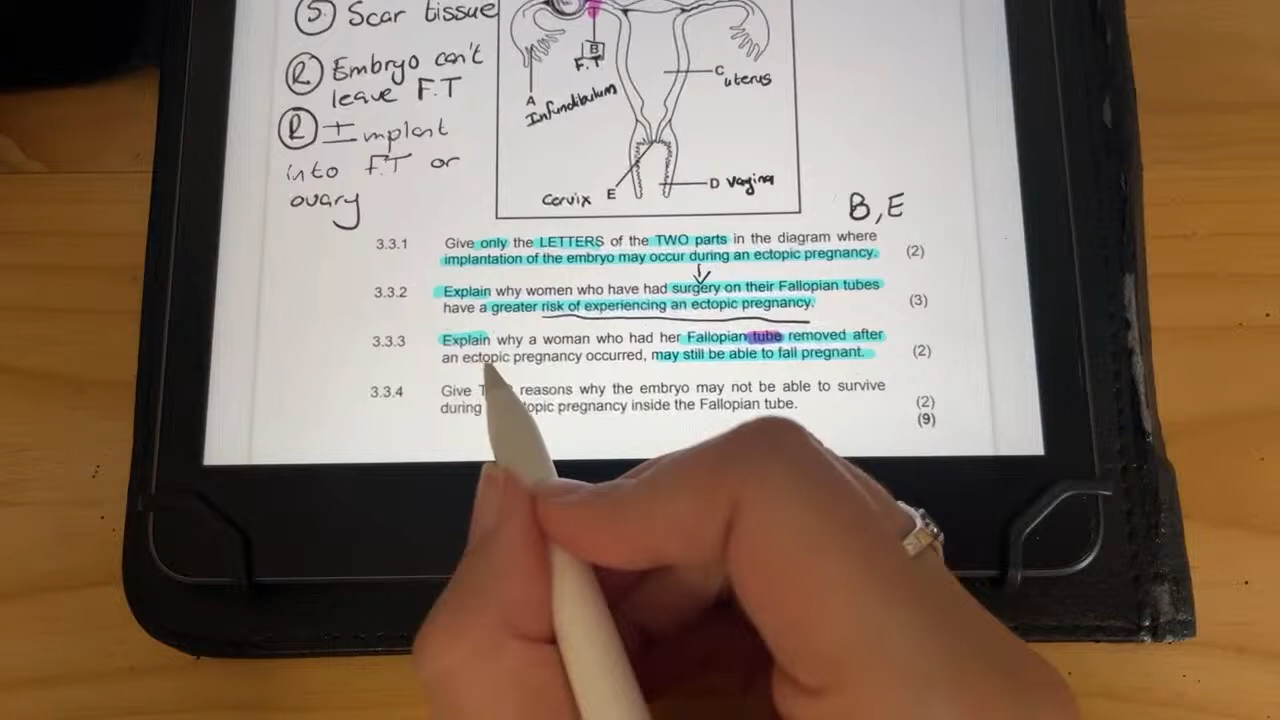 S Scar tissue
R Embryo can't
leave F.T
R Implant
into F.T or
ovary
B
F.T
A
Infundibulum
C
uterus
E
Cervix
D vagina
B, E
3.3.1 Give only the LETTERS of the TWO parts in the diagram where
implantation of the embryo may occur during an ectopic pregnancy. (2)
3.3.2 Explain why women who have had surgery on their Fallopian tubes
have a greater risk of experiencing an ectopic pregnancy. (3)
3.3.3 Explain why a woman who had her Fallopian tube removed after
an ectopic pregnancy occurred, may still be able to fall pregnant. (2)
3.3.4 Give reasons why the embryo may not be able to survive
during pregnancy inside the Fallopian tube. (2)
(9)